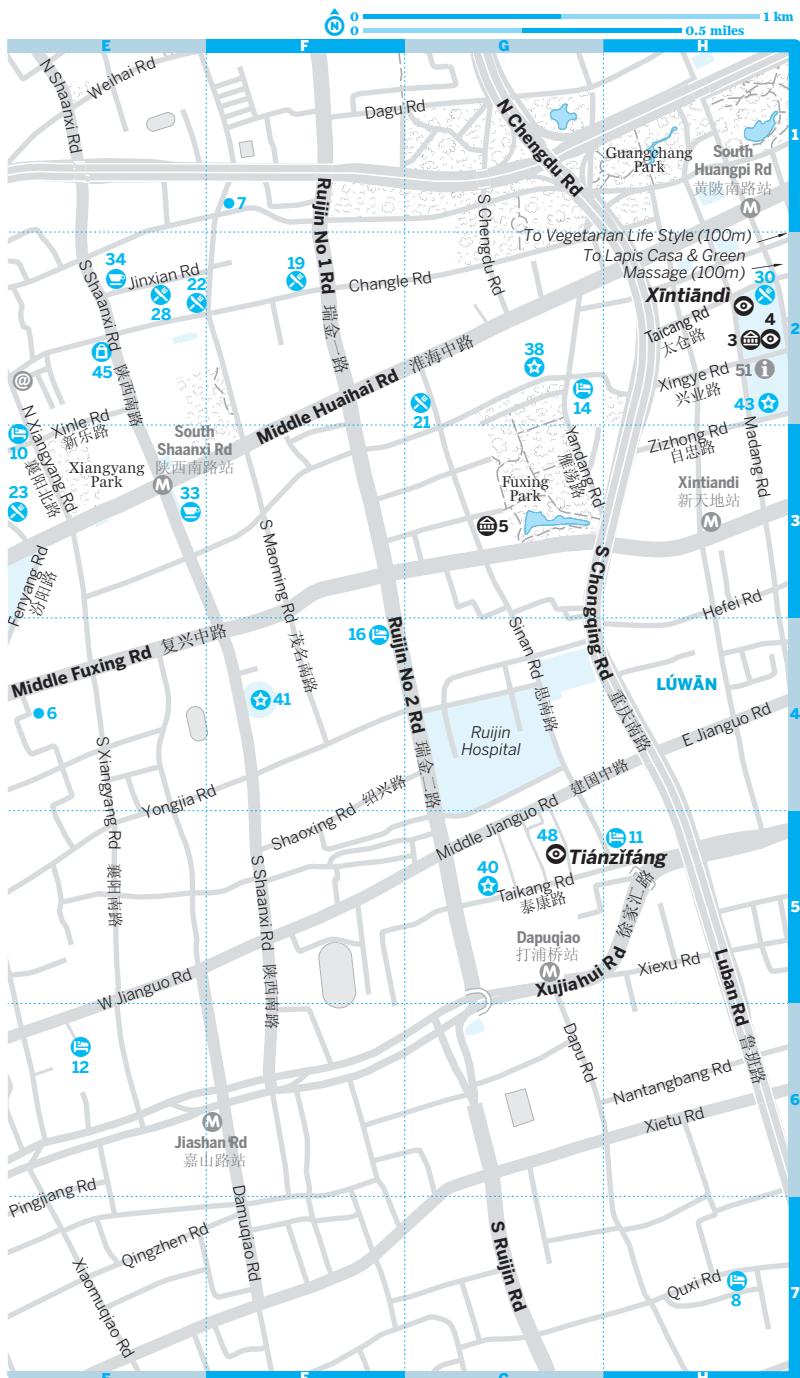 N
0
1 km
0
0.5 miles
E
F
G
H
N Shaanxi Rd
Weihai Rd
Dagu Rd
N Chengdu Rd
1
Guangchang
Park
South
Huangpi Rd
黄陂南路站
M
7
Ruijin No 1 Rd
瑞金一路
S Chengdu Rd
To Vegetarian Life Style (100m)
To Lapis Casa & Green
Massage (100m)
34
Jinxian Rd
22
28
19
Changle Rd
Xīntiāndì
30
4
3
2
Taicang Rd
太仓路
S Shaanxi Rd
陕西南路
45
Middle Huaihai Rd 淮海中路
38
Xingye Rd
兴业路
51
@
14
43
21
N Xiangyang Rd
襄阳北路
Xinle Rd
新乐路
10
South
Shaanxi Rd
陕西南路站
M
Xiangyang
Park
Yandang Rd
雁荡路
Zizhong Rd
自忠路
Madang Rd
23
33
Fuxing
Park
Xintiandi
新天地站
M
3
5
S Maoming Rd 茂名南路
Fenyang Rd
汾阳路
S Chongqing Rd
重庆南路
Hefei Rd
16
Ruijin No 2 Rd
瑞金二路
Sinan Rd 思南路
Middle Fuxing Rd 复兴中路
LÚWĀN
6
41
4
Ruijin
Hospital
E Jianguo Rd
S Xiangyang Rd
襄阳南路
Yongjia Rd
Shaoxing Rd 绍兴路
Middle Jianguo Rd 建国中路
48
11
Tiánzǐfáng
40
Taikang Rd
泰康路
5
S Shaanxi Rd 陕西南路
Dapuqiao
打浦桥站
M
Xujiahui Rd 徐家汇路
Xiexu Rd
Luban Rd 鲁班路
W Jianguo Rd
12
Dapu Rd
Nantangbang Rd
6
Xietu Rd
M
Jiashan Rd
嘉山路站
Pingjiang Rd
Damuqiao Rd
Qingzhen Rd
Xiaomuqiao Rd
S Ruijin Rd
Quxi Rd
8
7
E
F
G
H